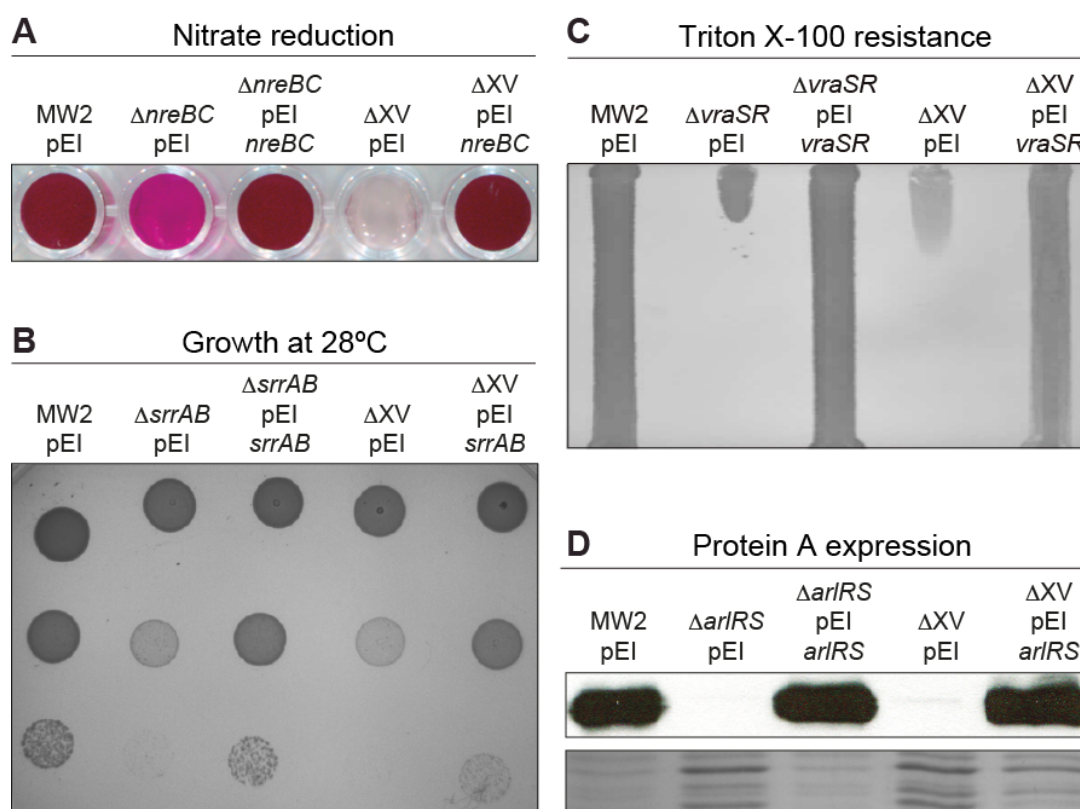 A Nitrate reduction
ΔnreBC ΔXV
MW2 ΔnreBC pEI ΔXV pEI
pEI pEI nreBC pEI nreBC
B Growth at 28ºC
ΔsrrAB ΔXV
MW2 ΔsrrAB pEI ΔXV pEI
pEI pEI srrAB pEI srrAB
C Triton X-100 resistance
ΔvraSR ΔXV
MW2 ΔvraSR pEI ΔXV pEI
pEI pEI vraSR pEI vraSR
D Protein A expression
ΔarlRS ΔXV
MW2 ΔarlRS pEI ΔXV pEI
pEI pEI arlRS pEI arlRS